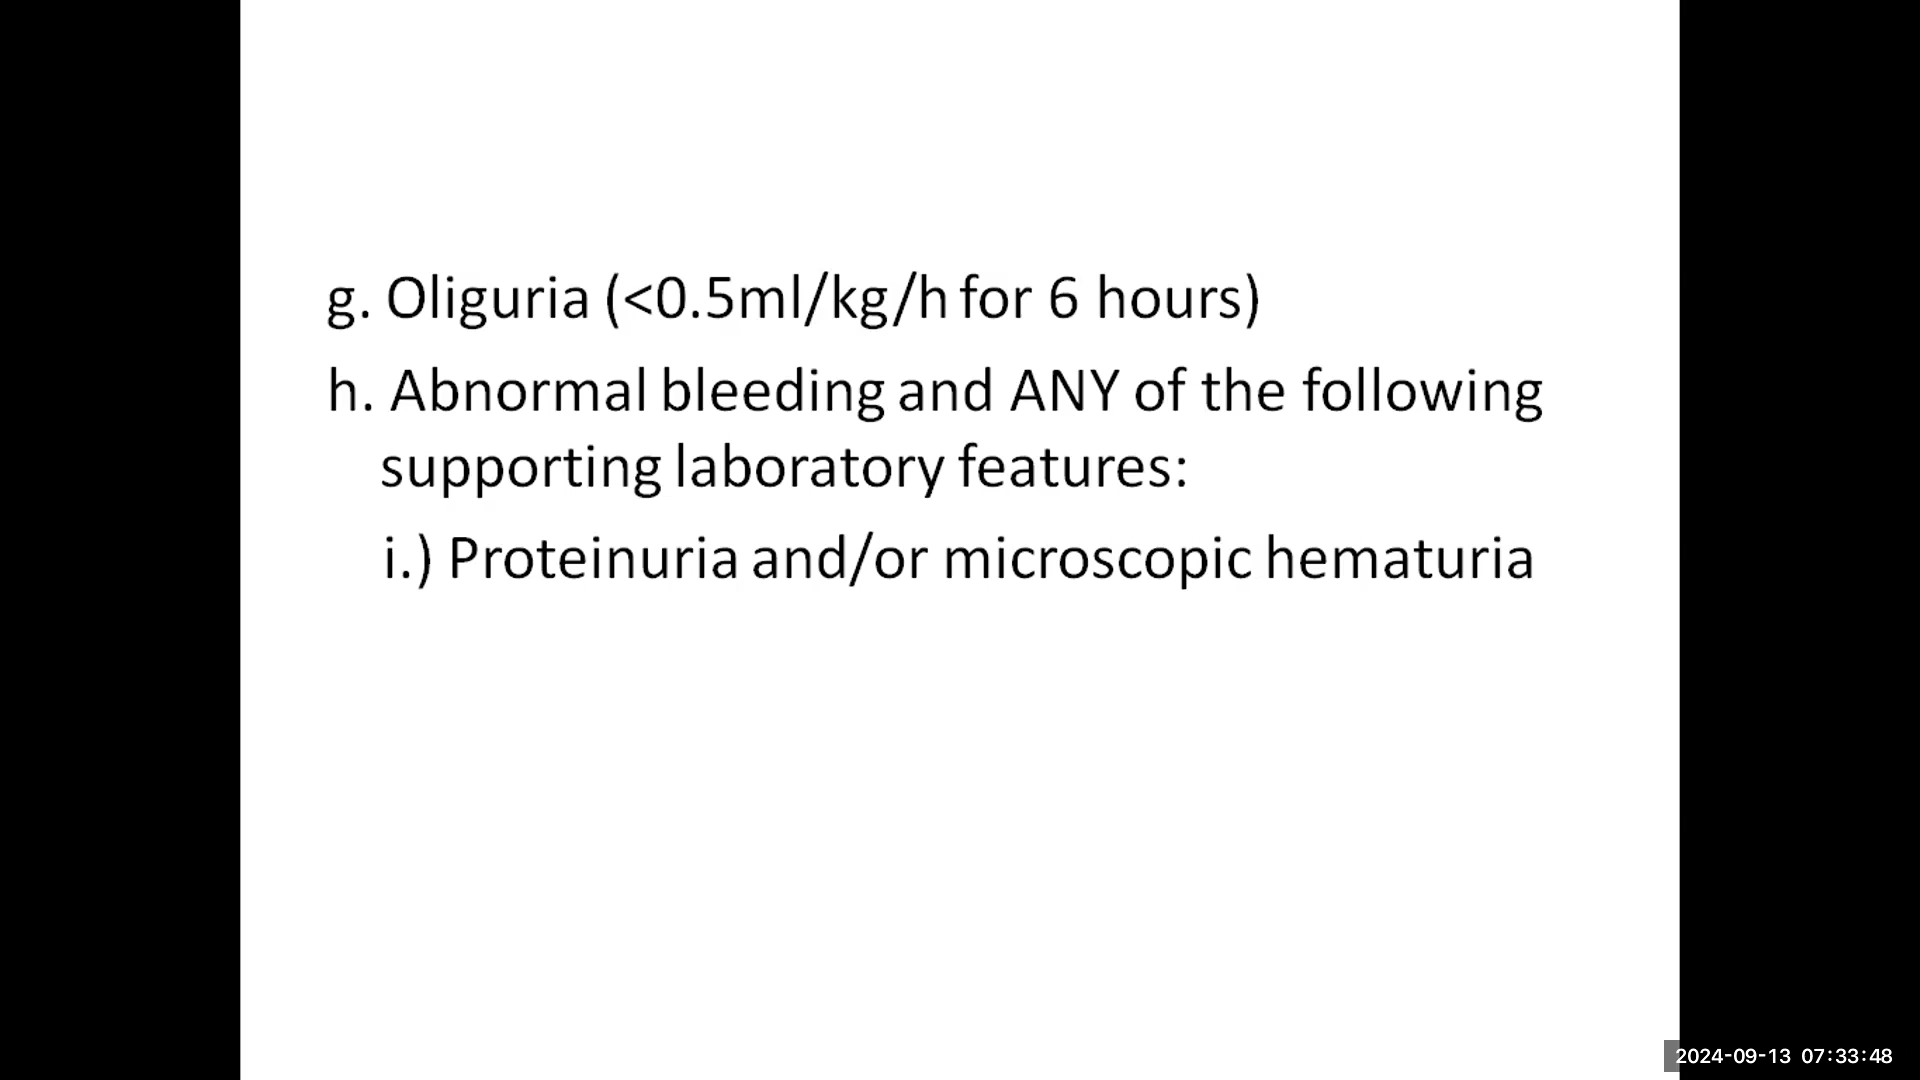 g. Oliguria (<0.5ml/kg/h for 6 hours)
h. Abnormal bleeding and ANY of the following
supporting laboratory features:
i.) Proteinuria and/or microscopic hematuria
2024-09-13 07:33:48